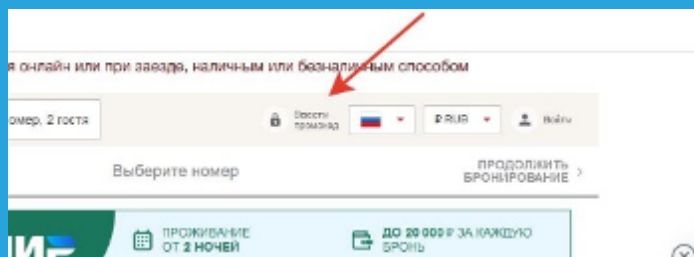 я онлайн или при заезде, наличным или безналичным способом
омер, 2 гостя
Ввести
промокод
₽ RUB
Войти
Выберите номер
ПРОДОЛЖИТЬ
БРОНИРОВАНИЕ
ИЕ
ПРОЖИВАНИЕ
ОТ 2 НОЧЕЙ
ДО 20 000 ₽ ЗА КАЖДУЮ
БРОНЬ